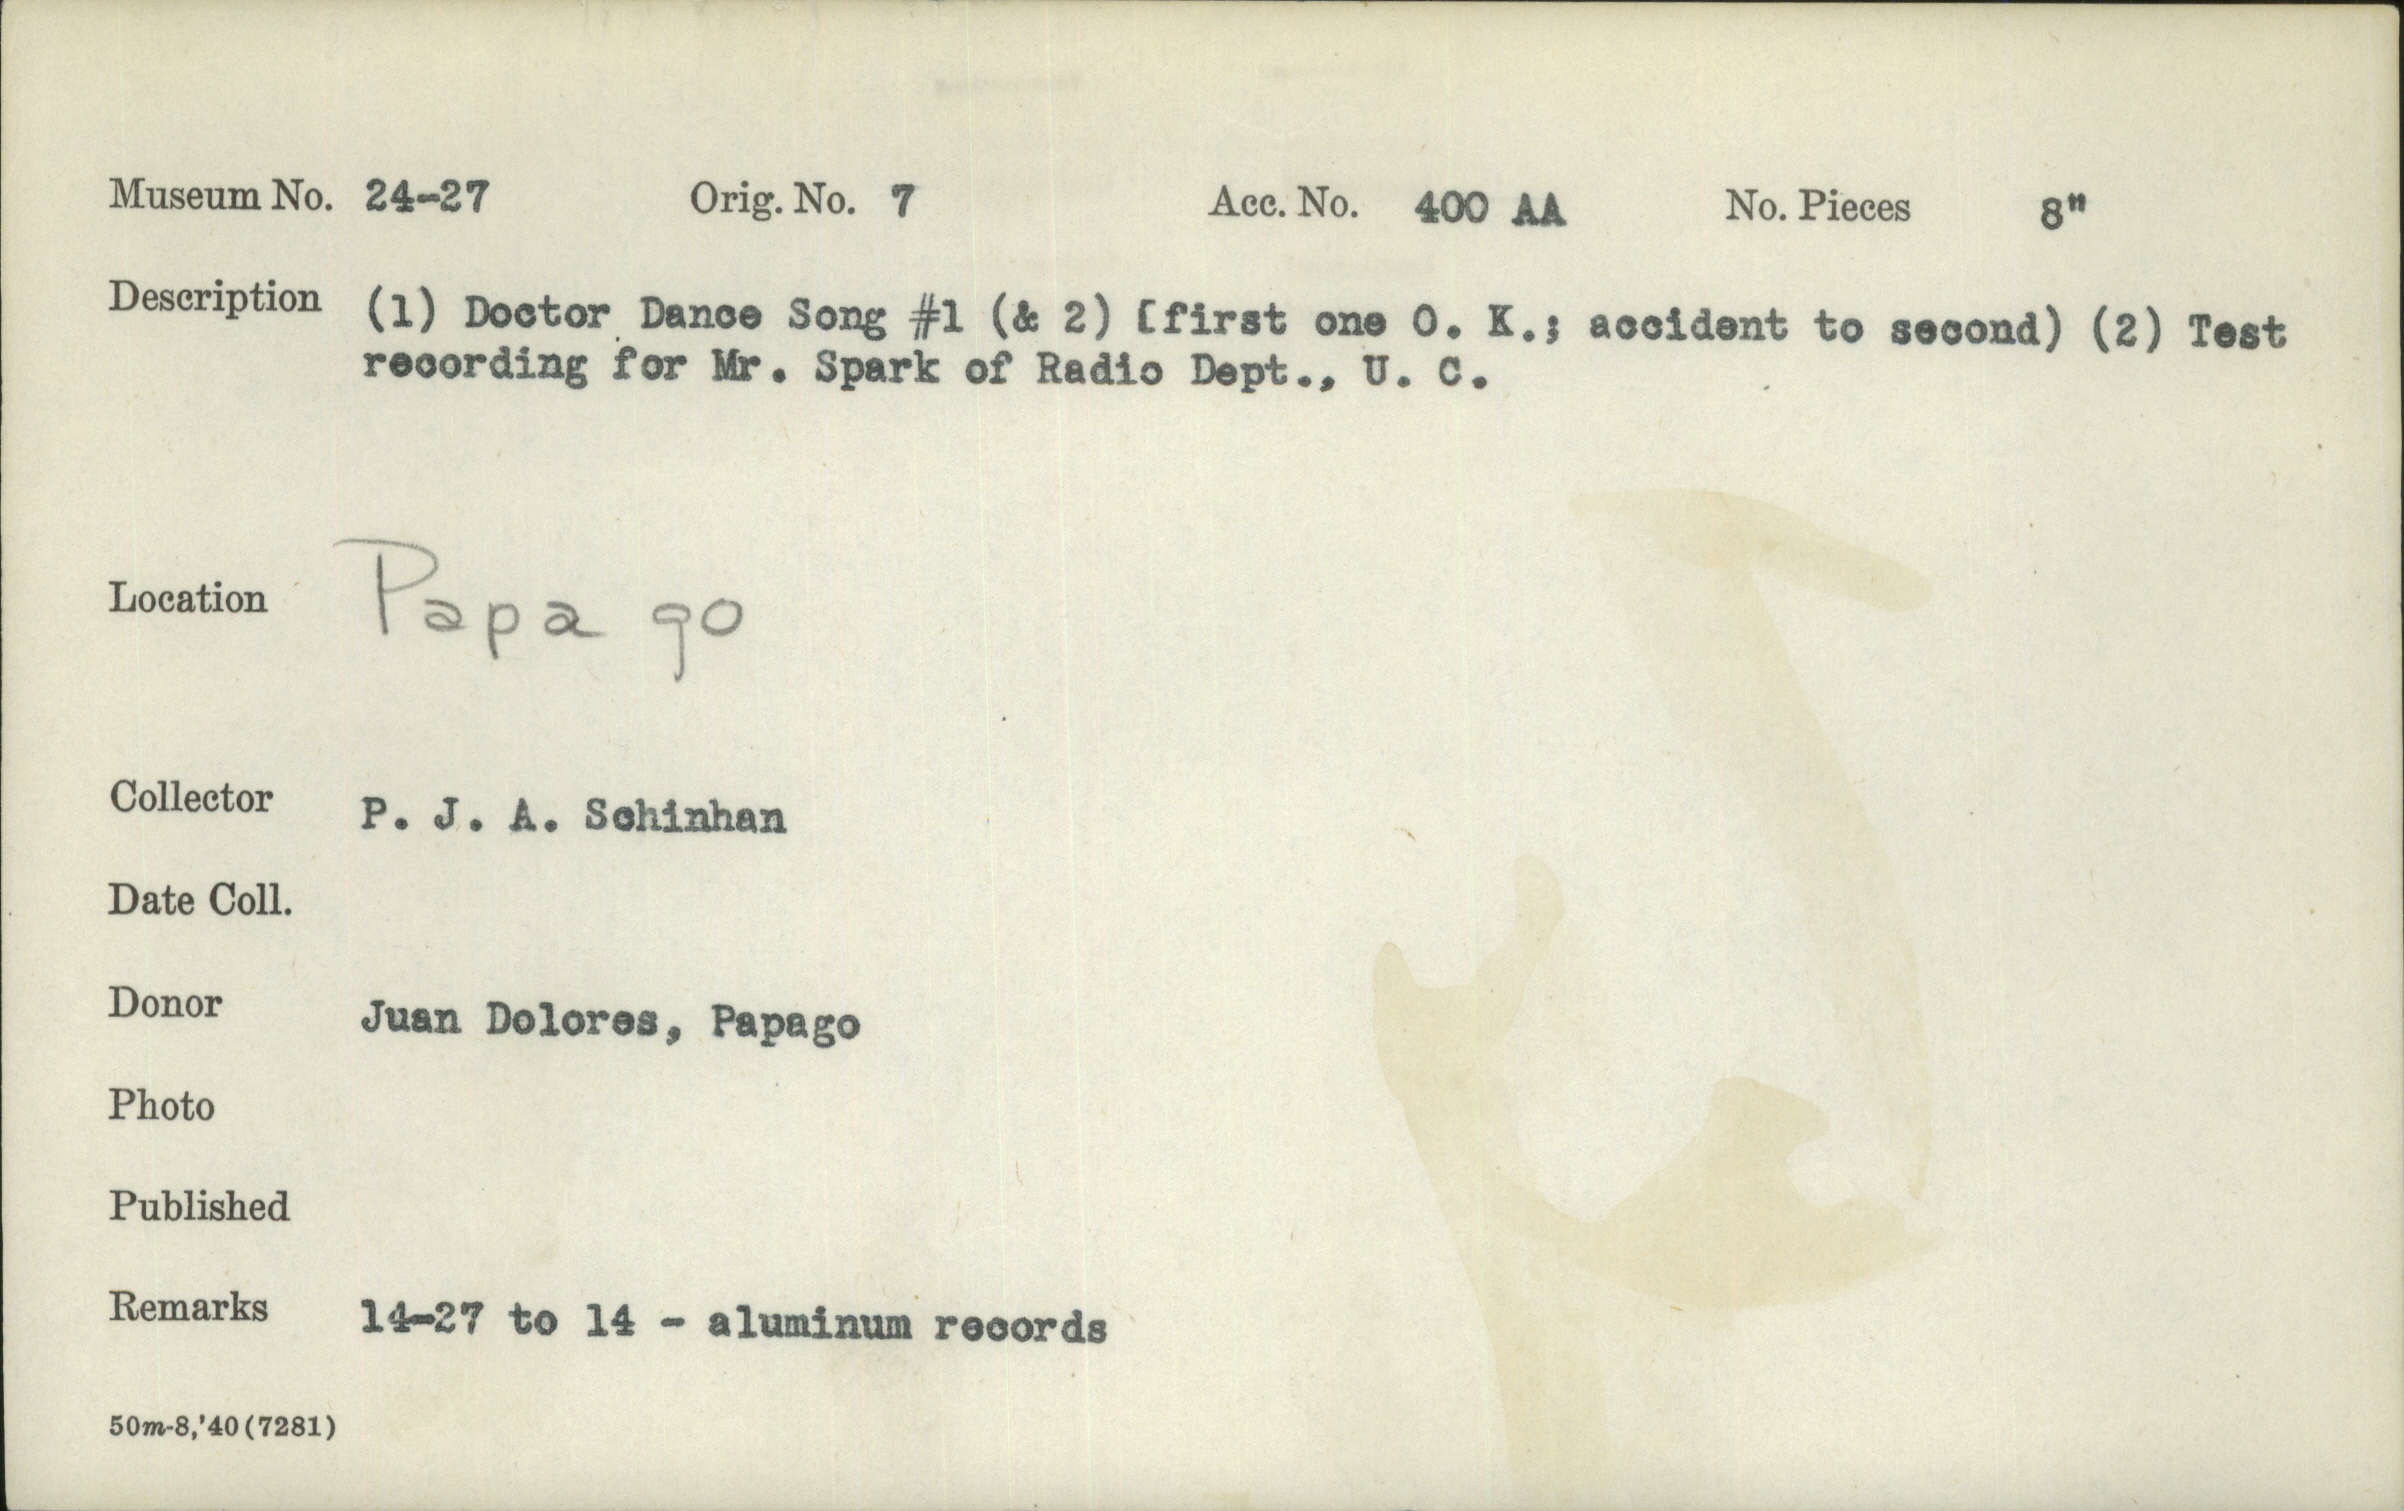 Museum No. 24-27 Orig. No. 7 Acc. No. 400 AA No. Pieces 8"
Description (1) Doctor Dance Song #1 (& 2) [first one O. K.; accident to second) (2) Test
recording for Mr. Spark of Radio Dept., U. C.
Location Papago
Collector P. J. A. Schinhan
Date Coll.
Donor Juan Dolores, Papago
Photo
Published
Remarks 14-27 to 14 - aluminum records
50m-8,'40(7281)